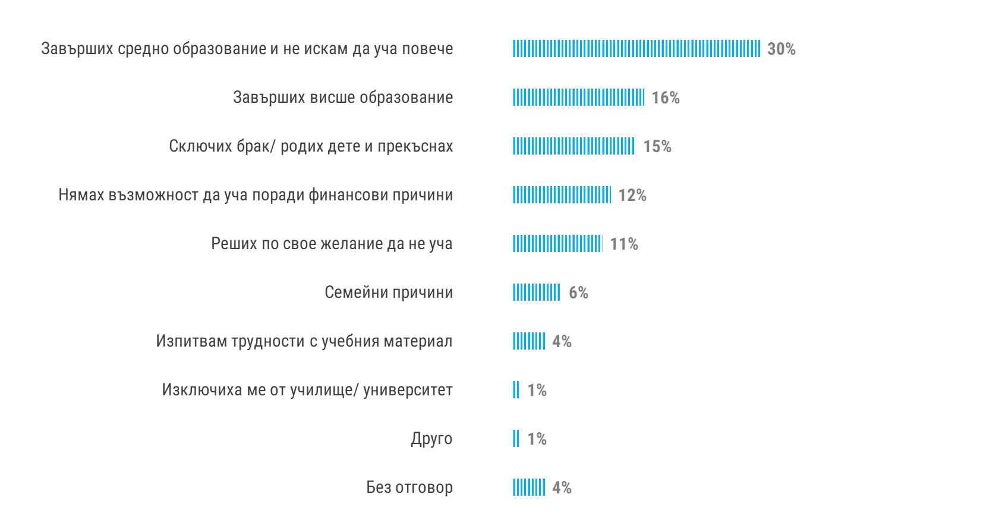 Завърших средно образование и не искам да уча повече 30%
Завърших висше образование 16%
Сключих брак/ родих дете и прекъснах 15%
Нямах възможност да уча поради финансови причини 12%
Реших по свое желание да не уча 11%
Семейни причини 6%
Изпитвам трудности с учебния материал 4%
Изключиха ме от училище/ университет 1%
Друго 1%
Без отговор 4%